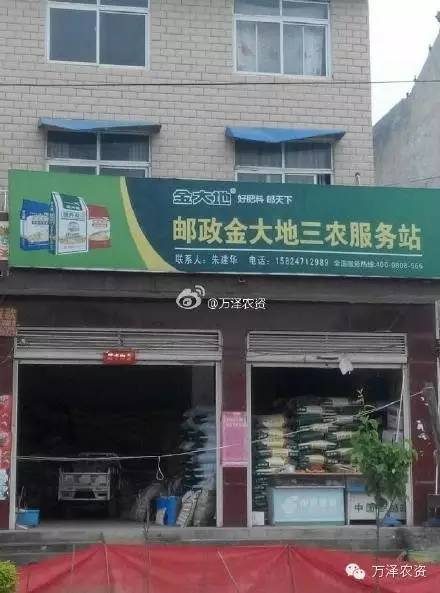 金大地® 好肥料 邮天下
邮政金大地三农服务站
联系人：朱建华 电话：15824712989 全国服务热线:400-0808-566
@万泽农资
万泽农资